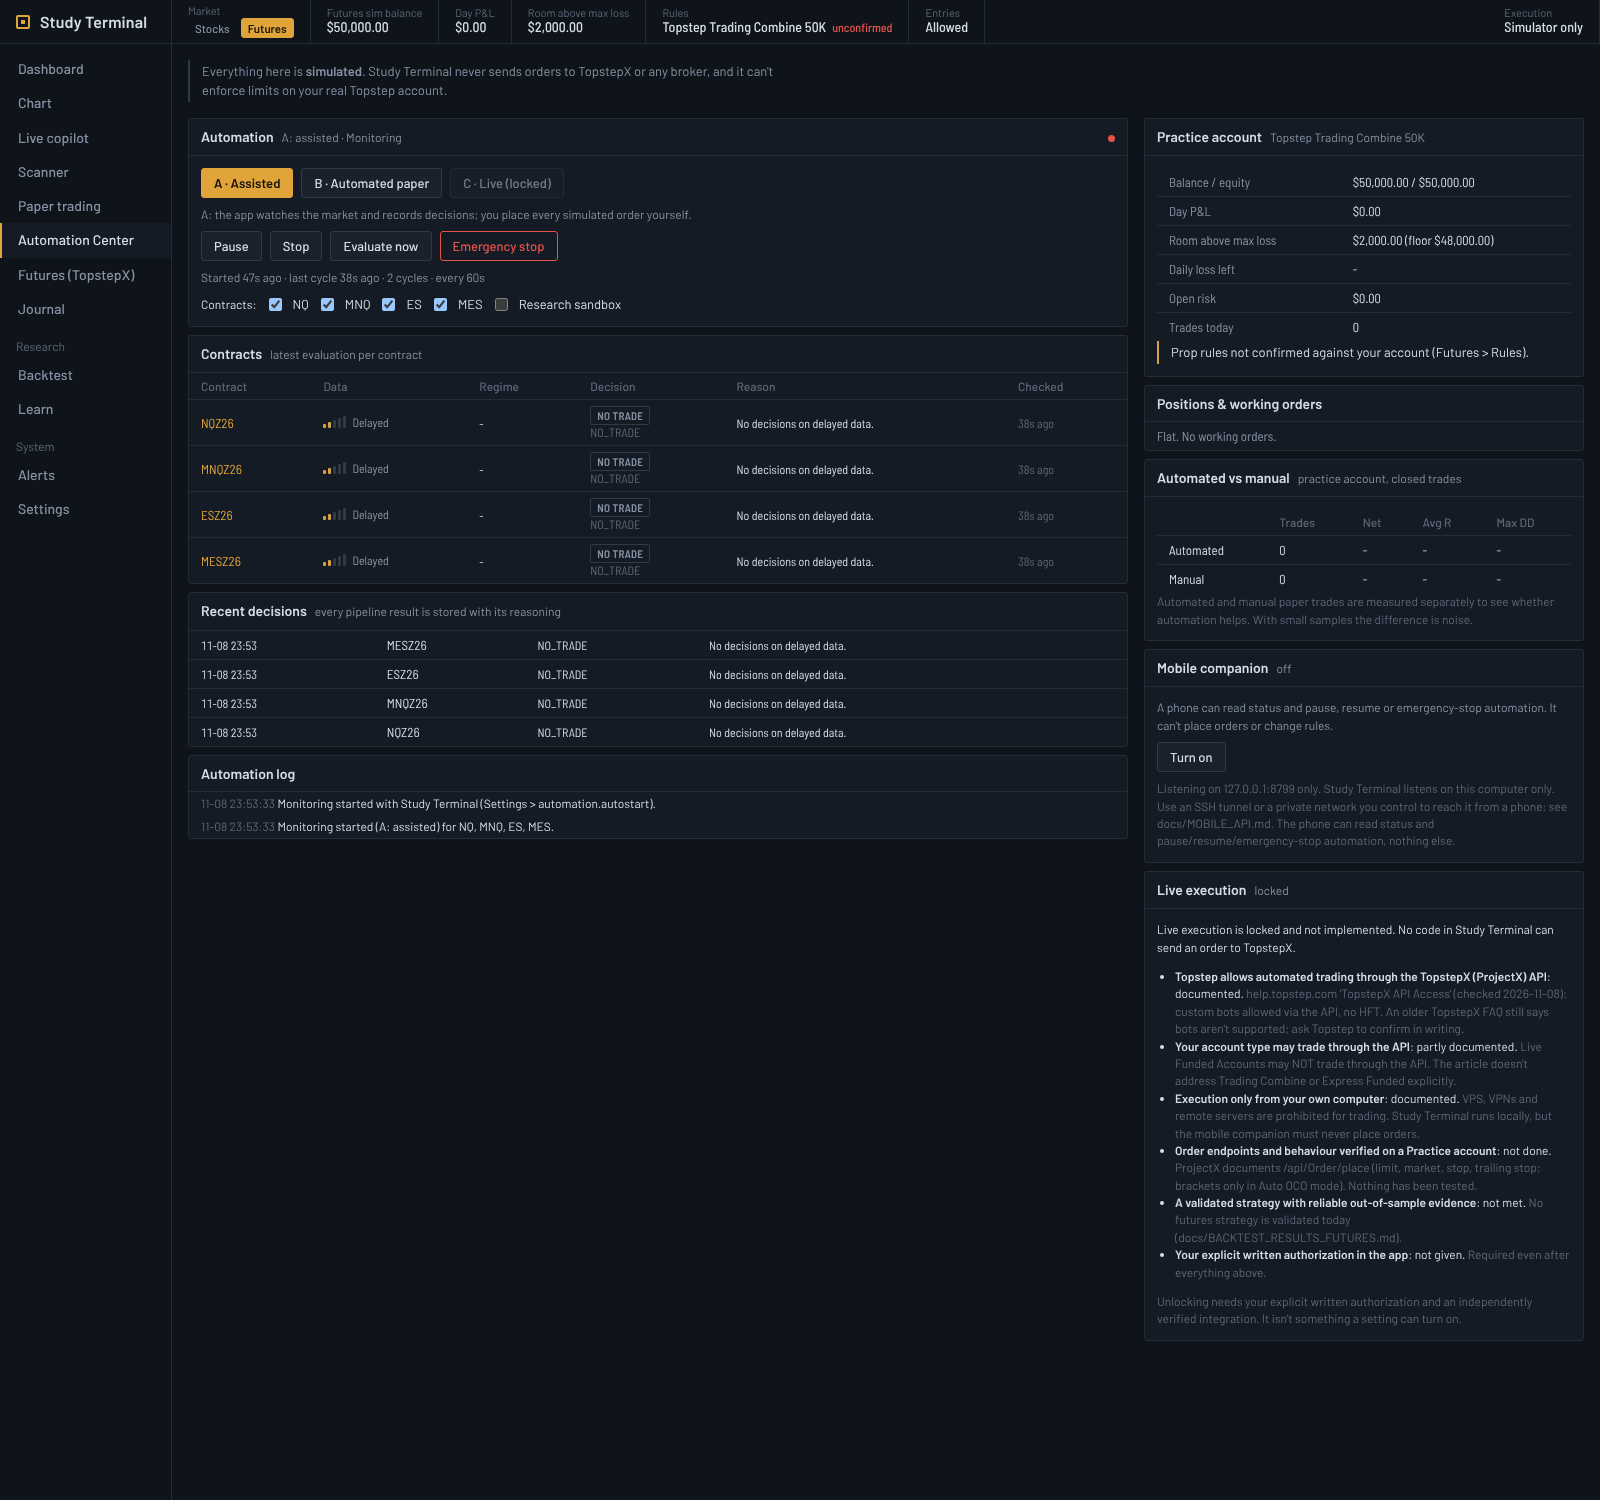 Study Terminal
Market
Stocks Futures
Futures sim balance
$50,000.00
Day P&L
$0.00
Room above max loss
$2,000.00
Rules
Topstep Trading Combine 50K unconfirmed
Entries
Allowed
Execution
Simulator only
Dashboard
Chart
Live copilot
Scanner
Paper trading
Automation Center
Futures (TopstepX)
Journal
Research
Backtest
Learn
System
Alerts
Settings
Everything here is simulated. Study Terminal never sends orders to TopstepX or any broker, and it can't
enforce limits on your real Topstep account.
Automation A: assisted · Monitoring
A · Assisted B · Automated paper C · Live (locked)
A: the app watches the market and records decisions; you place every simulated order yourself.
Pause Stop Evaluate now Emergency stop
Started 47s ago · last cycle 38s ago · 2 cycles · every 60s
Contracts: NQ MNQ ES MES Research sandbox
Contracts latest evaluation per contract
Contract Data Regime Decision Reason Checked
NQZ26 Delayed - NO TRADE No decisions on delayed data. 38s ago
NO_TRADE
MNQZ26 Delayed - NO TRADE No decisions on delayed data. 38s ago
NO_TRADE
ESZ26 Delayed - NO TRADE No decisions on delayed data. 38s ago
NO_TRADE
MESZ26 Delayed - NO TRADE No decisions on delayed data. 38s ago
NO_TRADE
Recent decisions every pipeline result is stored with its reasoning
11-08 23:53 MESZ26 NO_TRADE No decisions on delayed data.
11-08 23:53 ESZ26 NO_TRADE No decisions on delayed data.
11-08 23:53 MNQZ26 NO_TRADE No decisions on delayed data.
11-08 23:53 NQZ26 NO_TRADE No decisions on delayed data.
Automation log
11-08 23:53:33 Monitoring started with Study Terminal (Settings > automation.autostart).
11-08 23:53:33 Monitoring started (A: assisted) for NQ, MNQ, ES, MES.
Practice account Topstep Trading Combine 50K
Balance / equity $50,000.00 / $50,000.00
Day P&L $0.00
Room above max loss $2,000.00 (floor $48,000.00)
Daily loss left -
Open risk $0.00
Trades today 0
Prop rules not confirmed against your account (Futures > Rules).
Positions & working orders
Flat. No working orders.
Automated vs manual practice account, closed trades
Trades Net Avg R Max DD
Automated 0 - - -
Manual 0 - - -
Automated and manual paper trades are measured separately to see whether
automation helps. With small samples the difference is noise.
Mobile companion off
A phone can read status and pause, resume or emergency-stop automation. It
can't place orders or change rules.
Turn on
Listening on 127.0.0.1:8799 only. Study Terminal listens on this computer only.
Use an SSH tunnel or a private network you control to reach it from a phone; see
docs/MOBILE_API.md. The phone can read status and
pause/resume/emergency-stop automation, nothing else.
Live execution locked
Live execution is locked and not implemented. No code in Study Terminal can
send an order to TopstepX.
• Topstep allows automated trading through the TopstepX (ProjectX) API:
documented. help.topstep.com 'TopstepX API Access' (checked 2026-11-08):
custom bots allowed via the API, no HFT. An older TopstepX FAQ still says
bots aren't supported; ask Topstep to confirm in writing.
• Your account type may trade through the API: partly documented. Live
Funded Accounts may NOT trade through the API. The article doesn't
address Trading Combine or Express Funded explicitly.
• Execution only from your own computer: documented. VPS, VPNs and
remote servers are prohibited for trading. Study Terminal runs locally, but
the mobile companion must never place orders.
• Order endpoints and behaviour verified on a Practice account: not done.
ProjectX documents /api/Order/place (limit, market, stop, trailing stop;
brackets only in Auto OCO mode). Nothing has been tested.
• A validated strategy with reliable out-of-sample evidence: not met. No
futures strategy is validated today
(docs/BACKTEST_RESULTS_FUTURES.md).
• Your explicit written authorization in the app: not given. Required even after
everything above.
Unlocking needs your explicit written authorization and an independently
verified integration. It isn't something a setting can turn on.